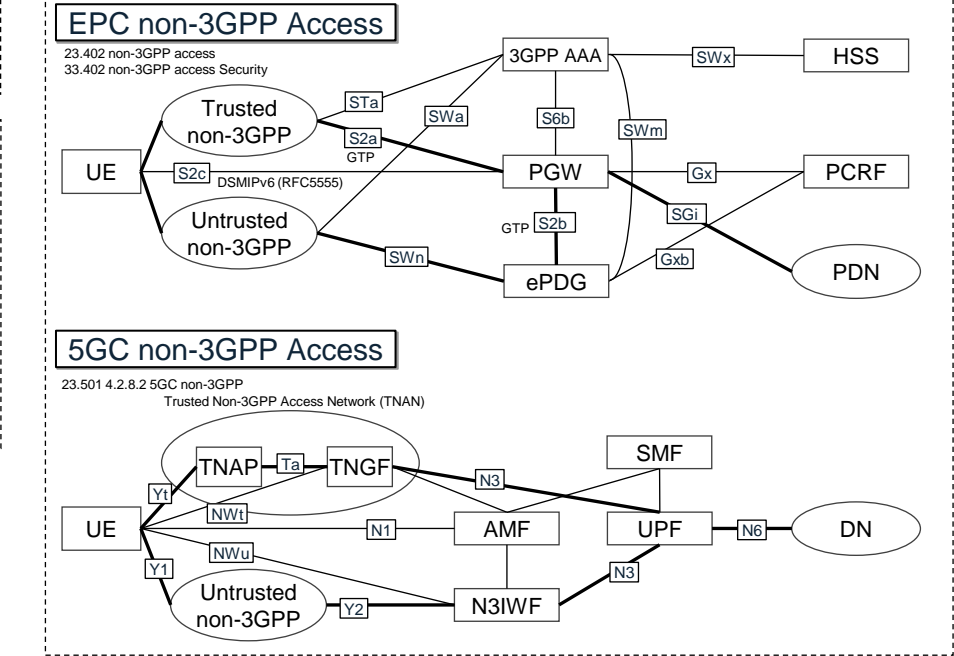 EPC non-3GPP Access
23.402 non-3GPP access
33.402 non-3GPP access Security
3GPP AAA
SWx
HSS
Trusted
non-3GPP
STa
SWa
S6b
SWm
S2a
GTP
UE
S2c
DSMIPv6 (RFC5555)
PGW
Gx
PCRF
Untrusted
non-3GPP
GTP
S2b
SGi
SWn
Gxb
ePDG
PDN
5GC non-3GPP Access
23.501 4.2.8.2 5GC non-3GPP
Trusted Non-3GPP Access Network (TNAN)
TNAP
Ta
TNGF
SMF
N3
Yt
NWt
UE
N1
AMF
UPF
N6
DN
NWu
Y1
N3
Untrusted
non-3GPP
Y2
N3IWF